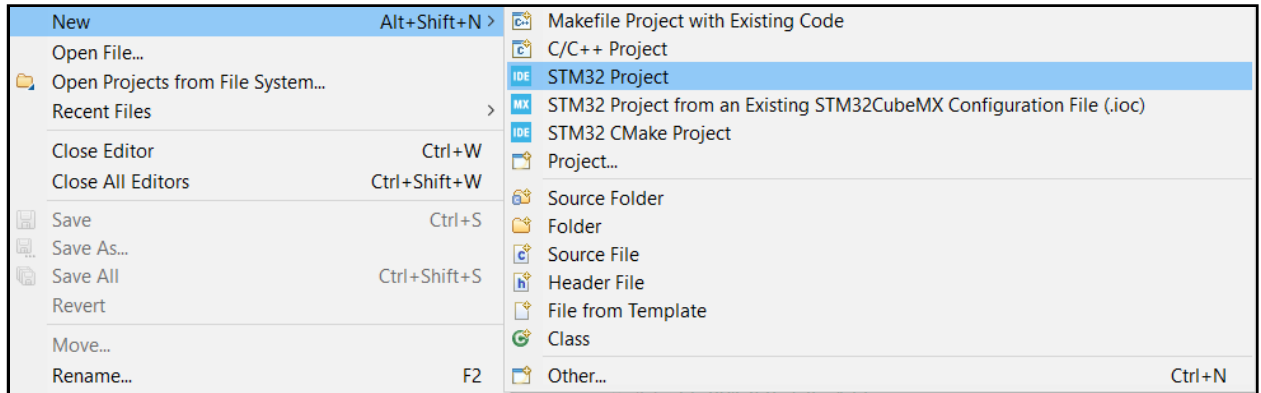 New Alt+Shift+N >
Open File...
Open Projects from File System...
Recent Files >
Close Editor Ctrl+W
Close All Editors Ctrl+Shift+W
Save Ctrl+S
Save As...
Save All Ctrl+Shift+S
Revert
Move...
Rename... F2
Makefile Project with Existing Code
C/C++ Project
IDE STM32 Project
MX STM32 Project from an Existing STM32CubeMX Configuration File (.ioc)
IDE STM32 CMake Project
Project...
Source Folder
Folder
Source File
Header File
File from Template
Class
Other... Ctrl+N